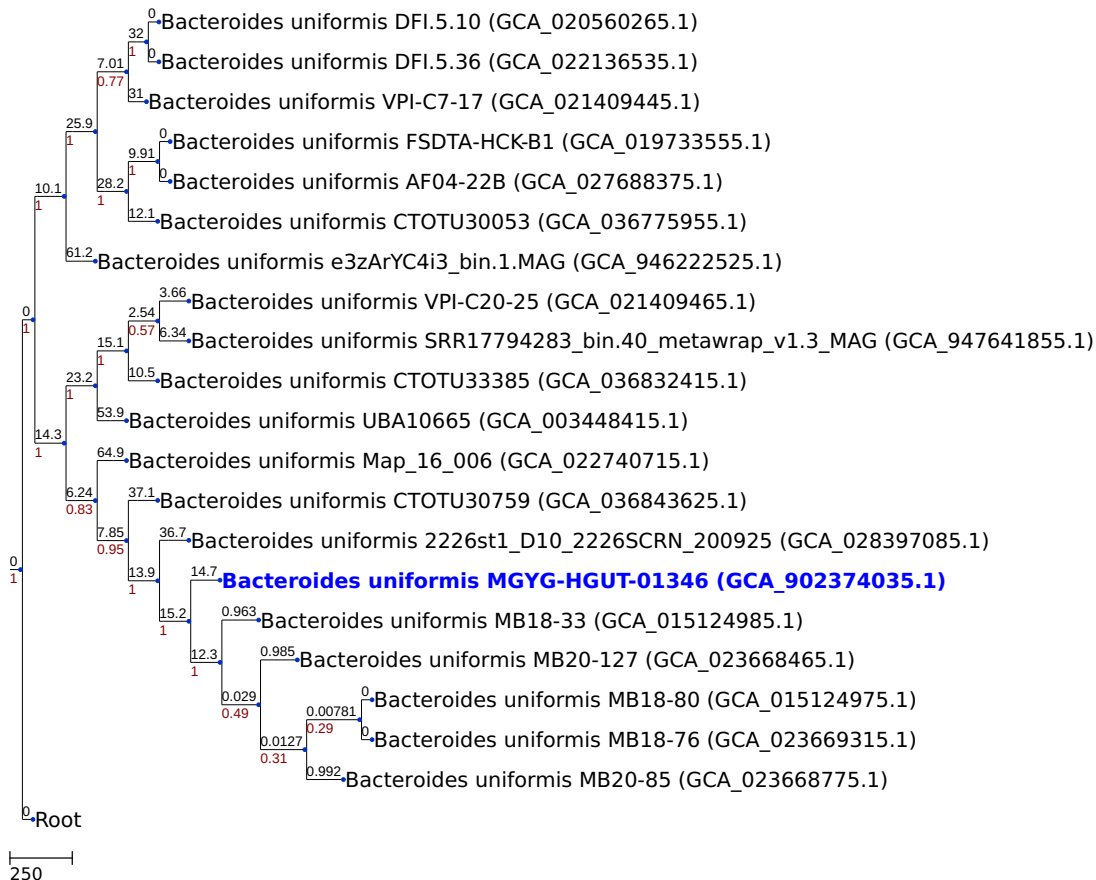 0
Bacteroides uniformis DFI.5.10 (GCA_020560265.1)
32
1
0
Bacteroides uniformis DFI.5.36 (GCA_022136535.1)
7.01
0.77
31
Bacteroides uniformis VPI-C7-17 (GCA_021409445.1)
25.9
1
0
Bacteroides uniformis FSDTA-HCK-B1 (GCA_019733555.1)
9.91
1
0
Bacteroides uniformis AF04-22B (GCA_027688375.1)
28.2
1
10.1
1
12.1
Bacteroides uniformis CTOTU30053 (GCA_036775955.1)
61.2
Bacteroides uniformis e3zArYC4i3_bin.1.MAG (GCA_946222525.1)
3.66
Bacteroides uniformis VPI-C20-25 (GCA_021409465.1)
0
1
2.54
0.57
6.34
Bacteroides uniformis SRR17794283_bin.40_metawrap_v1.3_MAG (GCA_947641855.1)
15.1
1
10.5
Bacteroides uniformis CTOTU33385 (GCA_036832415.1)
23.2
1
53.9
Bacteroides uniformis UBA10665 (GCA_003448415.1)
14.3
1
64.9
Bacteroides uniformis Map_16_006 (GCA_022740715.1)
6.24
0.83
37.1
Bacteroides uniformis CTOTU30759 (GCA_036843625.1)
7.85
0.95
36.7
Bacteroides uniformis 2226st1_D10_2226SCRN_200925 (GCA_028397085.1)
0
1
13.9
1
14.7
Bacteroides uniformis MGYG-HGUT-01346 (GCA_902374035.1)
15.2
1
0.963
Bacteroides uniformis MB18-33 (GCA_015124985.1)
12.3
1
0.985
Bacteroides uniformis MB20-127 (GCA_023668465.1)
0.029
0.49
0
Bacteroides uniformis MB18-80 (GCA_015124975.1)
0.00781
0.29
0
Bacteroides uniformis MB18-76 (GCA_023669315.1)
0.0127
0.31
0.992
Bacteroides uniformis MB20-85 (GCA_023668775.1)
0
Root
250